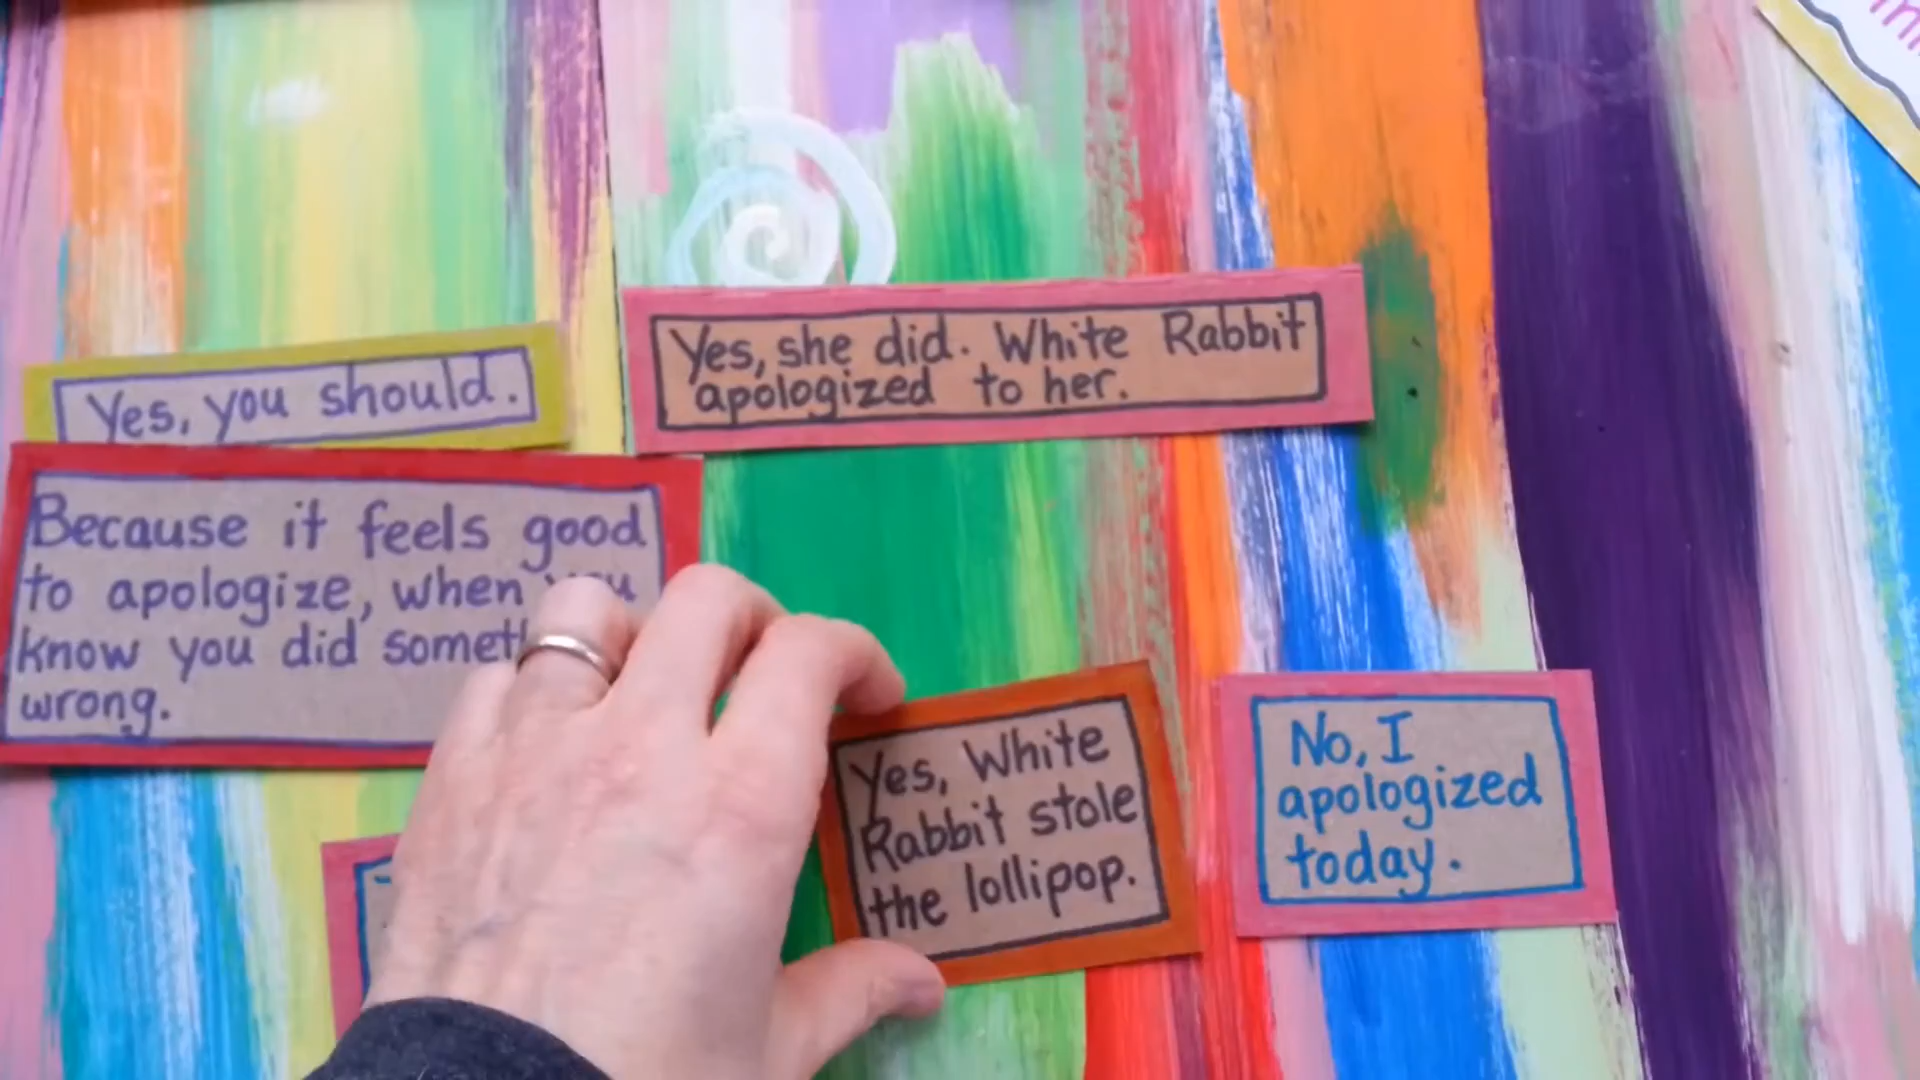 Yes, you should.
Yes, she did. White Rabbit
apologized to her.
Because it feels good
to apologize, when
know you did
wrong.
Yes, White
Rabbit stole
the lollipop.
No, I
apologized
today.